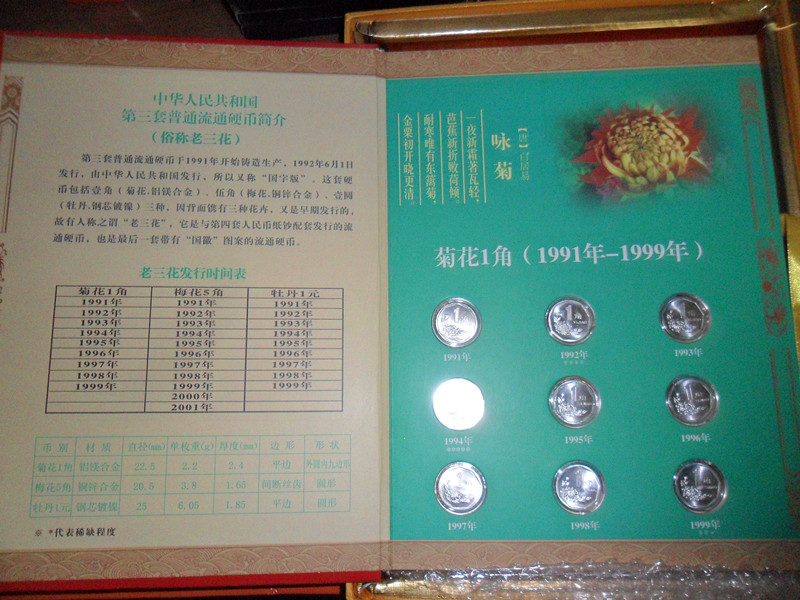 中华人民共和国
第三套普通流通硬币简介
（俗称老三花）
第三套普通流通硬币于1991年开始铸造生产，1992年6月1日
发行，由中华人民共和国发行，所以又称“国字版”。这套硬
币包括壹角（菊花.铝镁合金）、伍角（梅花.铜锌合金）、壹圆
（牡丹.钢芯镀镍）三种，因背面镌有三种花卉，又是早期发行的，
故有人称之谓“老三花”，它是与第四套人民币纸钞配套发行的流
通硬币，也是最后一套带有“国徽”图案的流通硬币。
老三花发行时间表
菊花1角 梅花5角 牡丹1元
1991年 1991年 1991年
1992年 1992年 1992年
1993年 1993年 1993年
1994年 1994年 1994年
1995年 1995年 1995年
1996年 1996年 1996年
1997年 1997年 1997年
1998年 1998年 1998年
1999年 1999年 1999年
2000年
2001年
币别 材质 直径(mm) 单枚重(g) 厚度(mm) 边形 形状
菊花1角 铝镁合金 22.5 2.2 2.4 平边 外圆内九边形
梅花5角 铜锌合金 20.5 3.8 1.65 间断丝齿 圆形
牡丹1元 钢芯镀镍 25 6.05 1.85 平边 圆形
※ *代表稀缺程度
咏菊
【唐】白居易
一夜新霜著瓦轻，
芭蕉新折败荷倾。
耐寒唯有东篱菊，
金粟初开晓更清。
菊花1角（1991年-1999年）
1角
1角
1
1991年
1992年
1993年
1
1
1994年
1995年
1996年
1997年
1998年
1999年